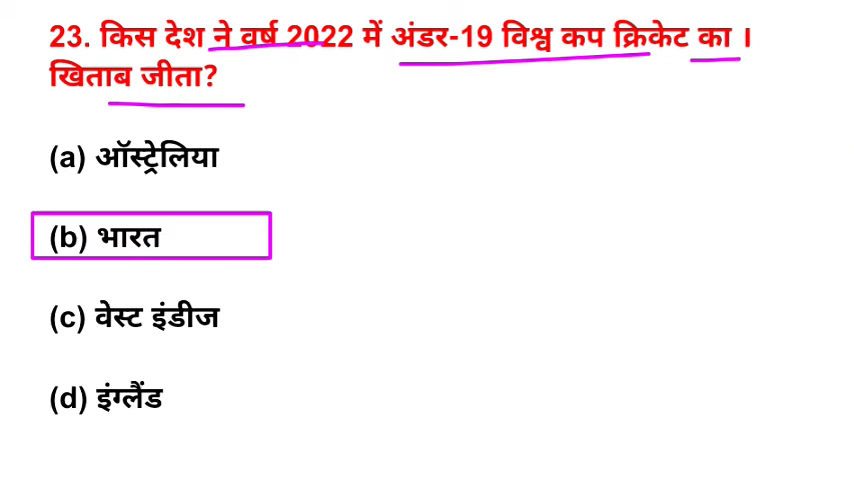 23. किस देश ने वर्ष 2022 में अंडर-19 विश्व कप क्रिकेट का ।
खिताब जीता?
(a) ऑस्ट्रेलिया
(b) भारत
(c) वेस्ट इंडीज
(d) इंग्लैंड